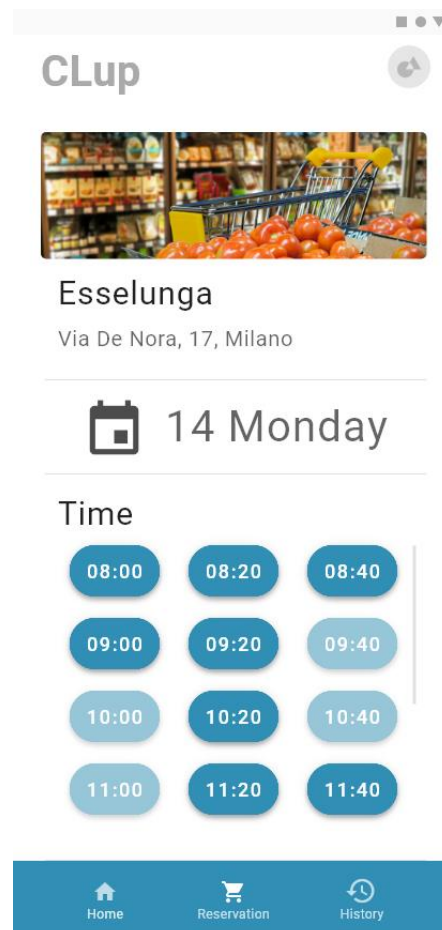 CLup
Esselunga
Via De Nora, 17, Milano
14 Monday
Time
08:00 08:20 08:40
09:00 09:20 09:40
10:00 10:20 10:40
11:00 11:20 11:40
Home Reservation History